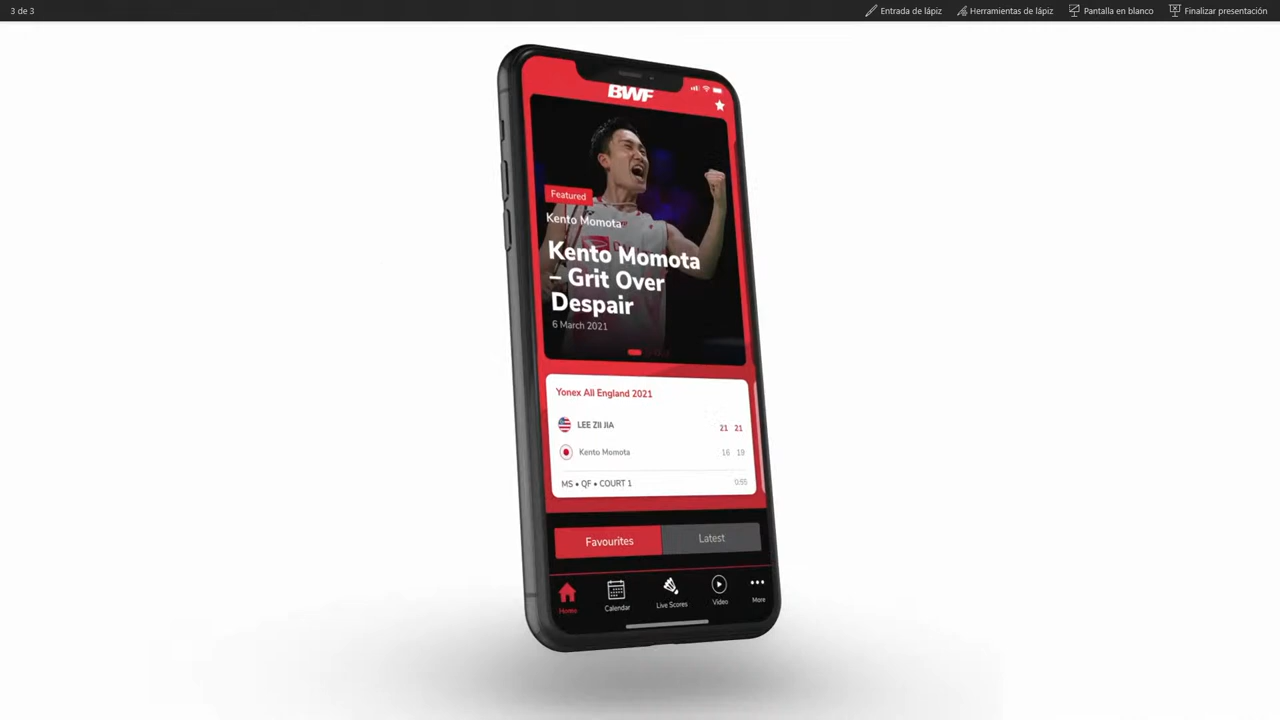 3 de 3
Entrada de lápiz
Herramientas de lápiz
Pantalla en blanco
Finalizar presentación
BWF
Featured
Kento Momota
Kento Momota
– Grit Over
Despair
6 March 2021
Yonex All England 2021
LEE ZII JIA 21 21
Kento Momota 16 19
MS • QF • COURT 1 0:55
Favourites
Latest
Home
Calendar
Live Scores
Video
More